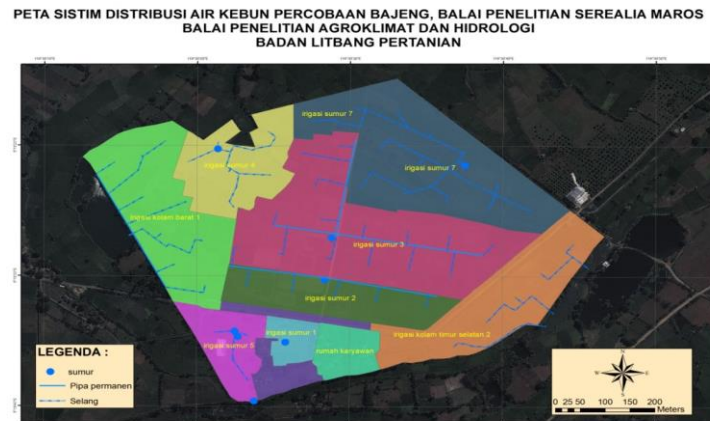 PETA SISTIM DISTRIBUSI AIR KEBUN PERCOBAAN BAJENG, BALAI PENELITIAN SEREALIA MAROS
BALAI PENELITIAN AGROKLIMAT DAN HIDROLOGI
BADAN LITBANG PERTANIAN
irigasi sumur 7
irigasi sumur 4
irigasi sumur 7
irigasi kolam barat 1
irigasi sumur 3
irigasi sumur 2
irigasi sumur 1
irigasi kolam timur selatan 2
irigasi sumur 5
rumah karyawan
LEGENDA :
sumur
Pipa permanen
Selang
N
W
E
S
0 25 50 100 150 200
Meters